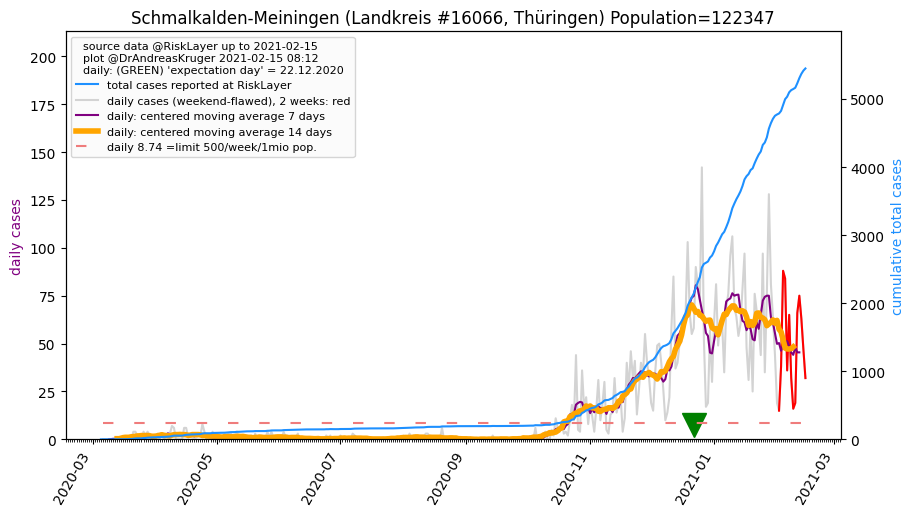 Schmalkalden-Meiningen (Landkreis #16066, Thüringen) Population=122347
source data @RiskLayer up to 2021-02-15
plot @DrAndreasKruger 2021-02-15 08:12
daily: (GREEN) 'expectation day' = 22.12.2020
total cases reported at RiskLayer
daily cases (weekend-flawed), 2 weeks: red
daily: centered moving average 7 days
daily: centered moving average 14 days
daily 8.74 =limit 500/week/1mio pop.
daily cases
200
175
150
125
100
75
50
25
0
cumulative total cases
5000
4000
3000
2000
1000
0
2020-03
2020-05
2020-07
2020-09
2020-11
2021-01
2021-03